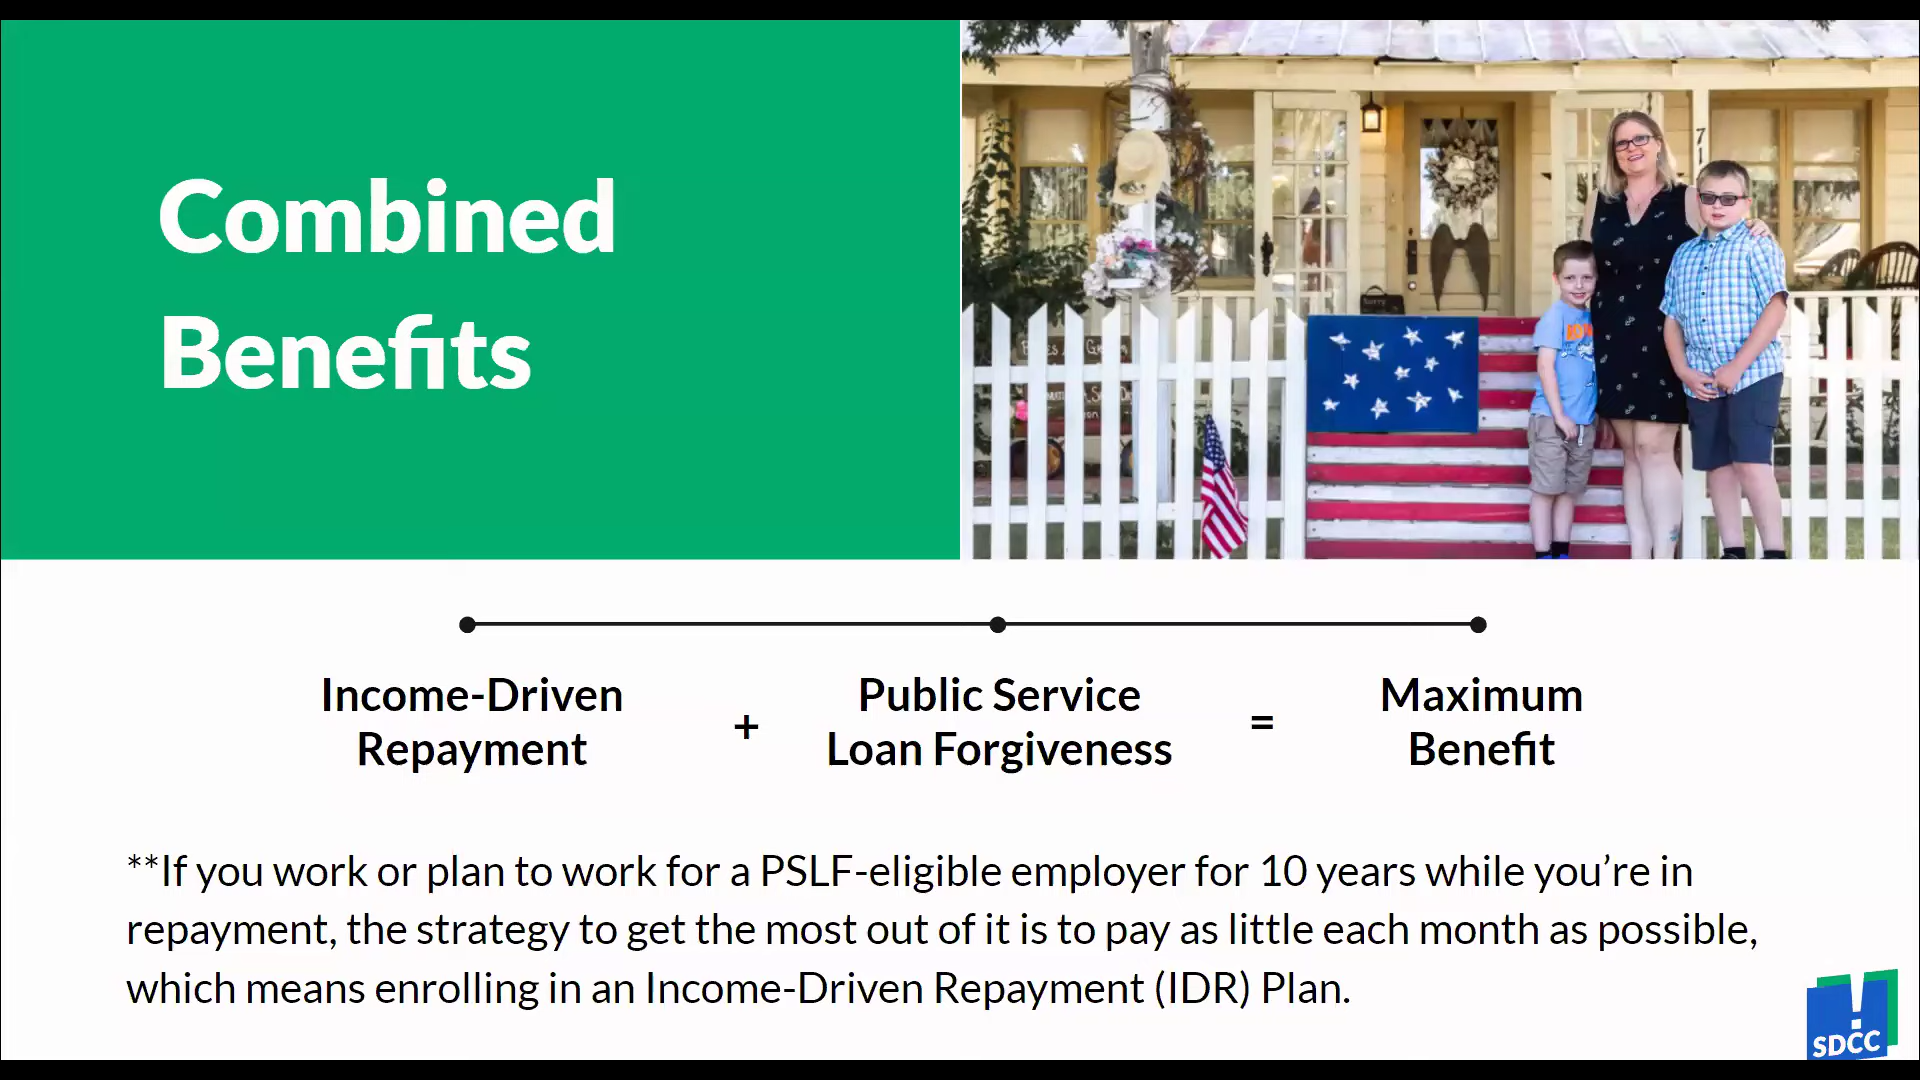 Combined
Benefits
71
Income-Driven
Repayment
+
Public Service
Loan Forgiveness
=
Maximum
Benefit
**If you work or plan to work for a PSLF-eligible employer for 10 years while you’re in
repayment, the strategy to get the most out of it is to pay as little each month as possible,
which means enrolling in an Income-Driven Repayment (IDR) Plan.
SDCC